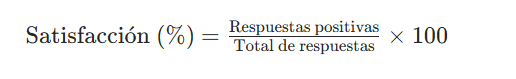 Satisfacción (%) = Respuestas positivas / Total de respuestas × 100